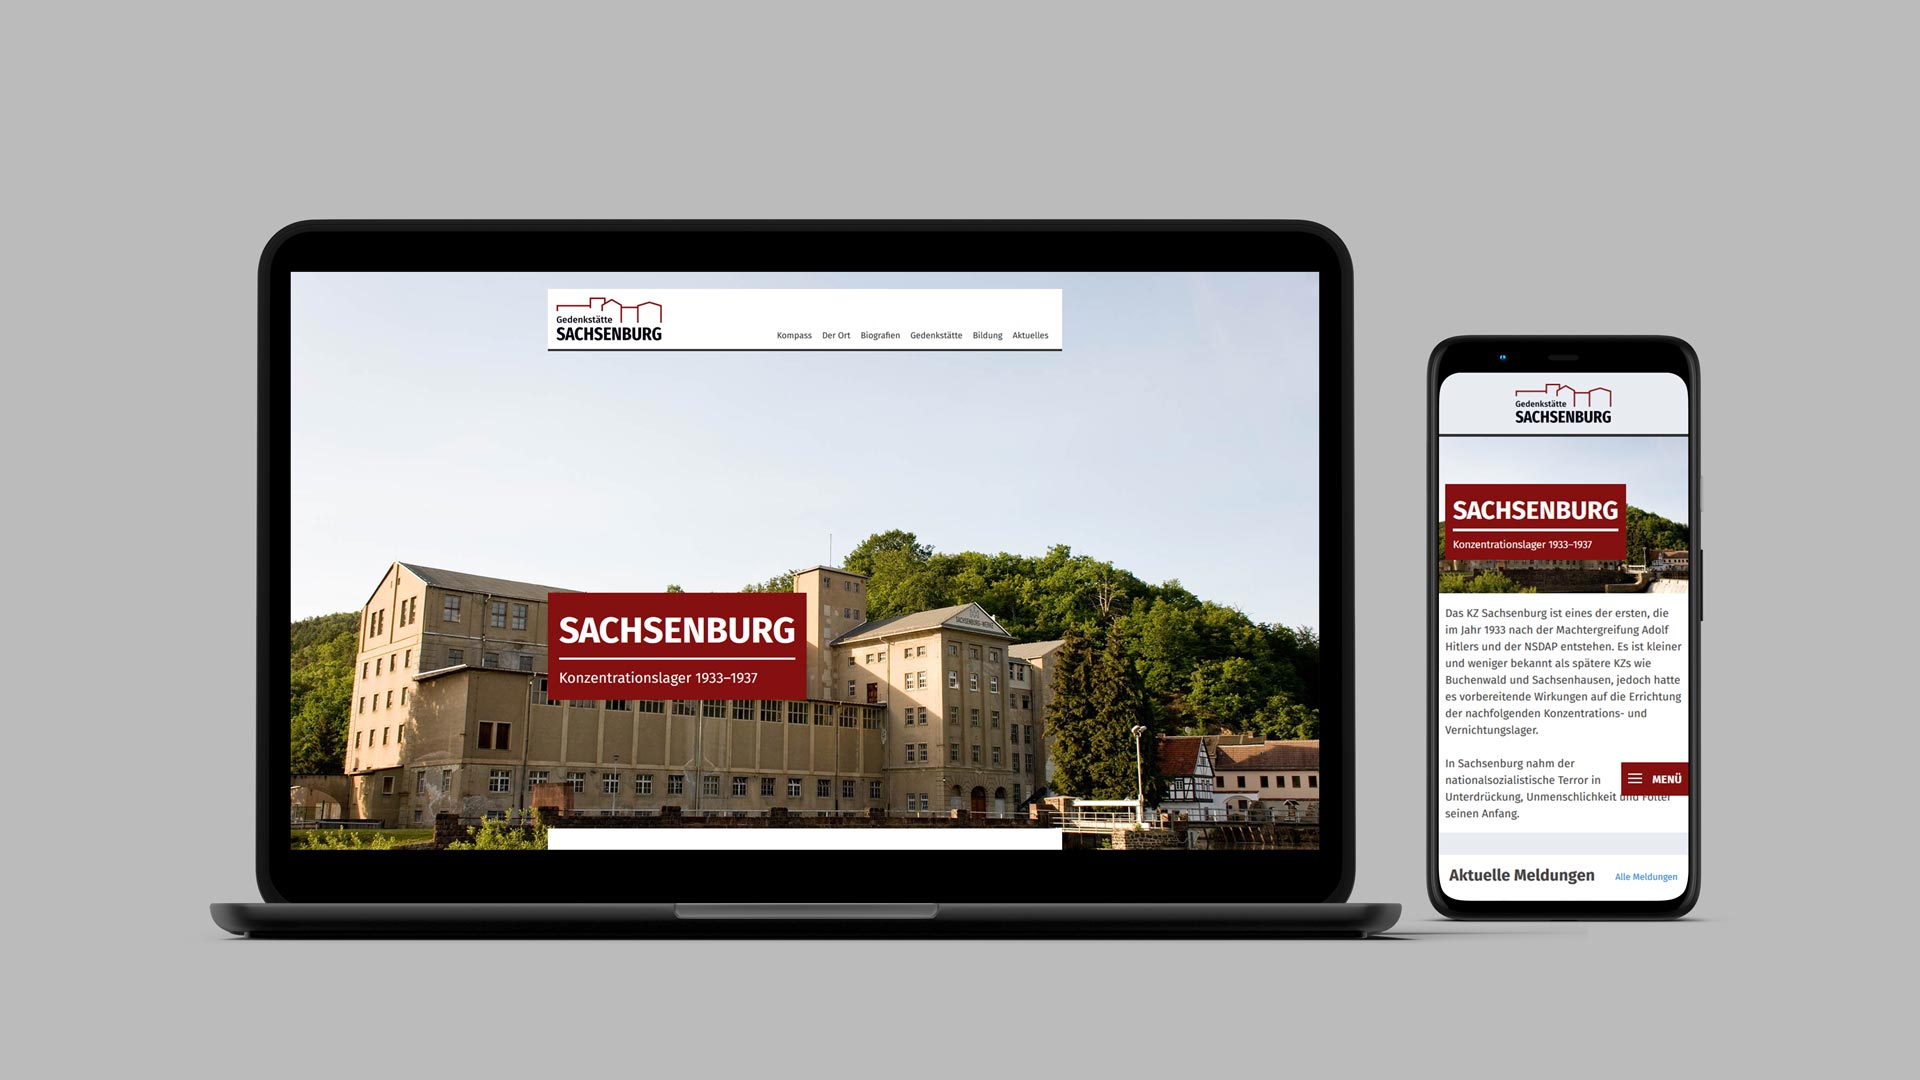 Gedenkstätte
SACHSENBURG
Kompass Der Ort Biografien Gedenkstätte Bildung Aktuelles
SACHSENBURG
Konzentrationslager 1933–1937
SACHSENBURG-WERKE
Gedenkstätte
SACHSENBURG
SACHSENBURG
Konzentrationslager 1933–1937
Das KZ Sachsenburg ist eines der ersten, die
im Jahr 1933 nach der Machtergreifung Adolf
Hitlers und der NSDAP entstehen. Es ist kleiner
und weniger bekannt als spätere KZs wie
Buchenwald und Sachsenhausen, jedoch hatte
es vorbereitende Wirkungen auf die Errichtung
der nachfolgenden Konzentrations- und
Vernichtungslager.
In Sachsenburg nahm der
nationalsozialistische Terror in
MENÜ
Unterdrückung, Unmenschlichkeit und Folter
seinen Anfang.
Aktuelle Meldungen Alle Meldungen